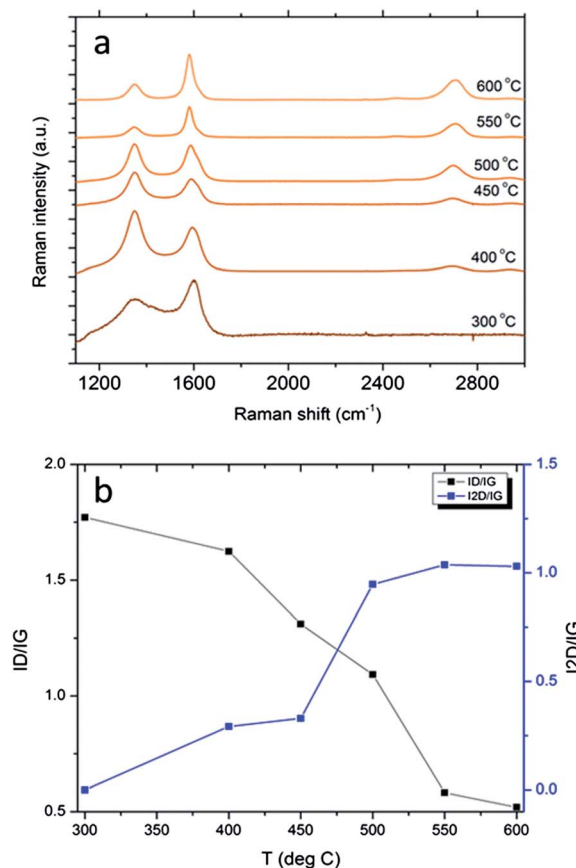 a
600 °C
550 °C
500 °C
450 °C
400 °C
300 °C
Raman intensity (a.u.)
1200 1600 2000 2400 2800
Raman shift (cm-1)
b
ID/IG
I2D/IG
2.0
1.5
1.0
0.5
ID/IG
1.5
1.0
0.5
0.0
I2D/IG
300 350 400 450 500 550 600
T (deg C)